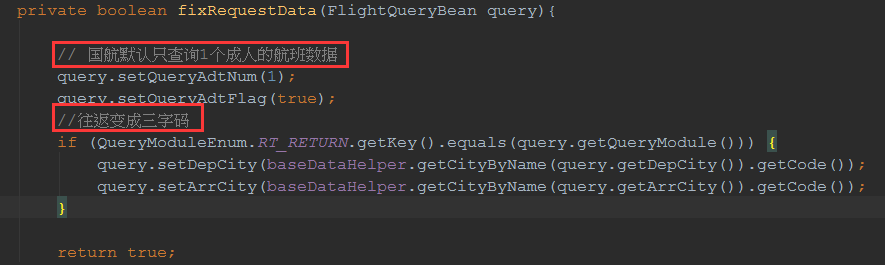 private boolean fixRequestData(FlightQueryBean query){
// 国航默认只查询1个成人的航班数据
query.setQueryAdtNum(1);
query.setQueryAdtFlag(true);
//往返变成三字码
if (QueryModuleEnum.RT_RETURN.getKey().equals(query.getQueryModule())) {
query.setDepCity(baseDataHelper.getCityByName(query.getDepCity()).getCode());
query.setArrCity(baseDataHelper.getCityByName(query.getArrCity()).getCode());
}
return true;